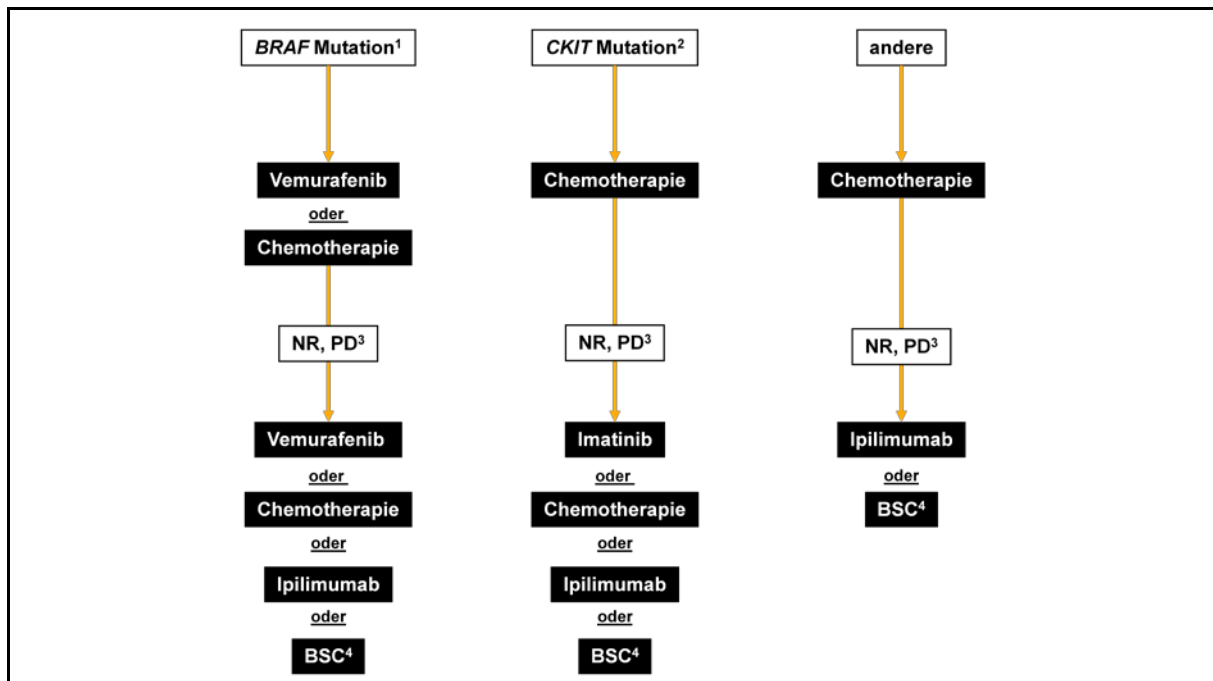 BRAF Mutation¹
Vemurafenib
oder
Chemotherapie
NR, PD³
Vemurafenib
oder
Chemotherapie
oder
Ipilimumab
oder
BSC⁴
CKIT Mutation²
Chemotherapie
NR, PD³
Imatinib
oder
Chemotherapie
oder
Ipilimumab
oder
BSC⁴
andere
Chemotherapie
NR, PD³
Ipilimumab
oder
BSC⁴